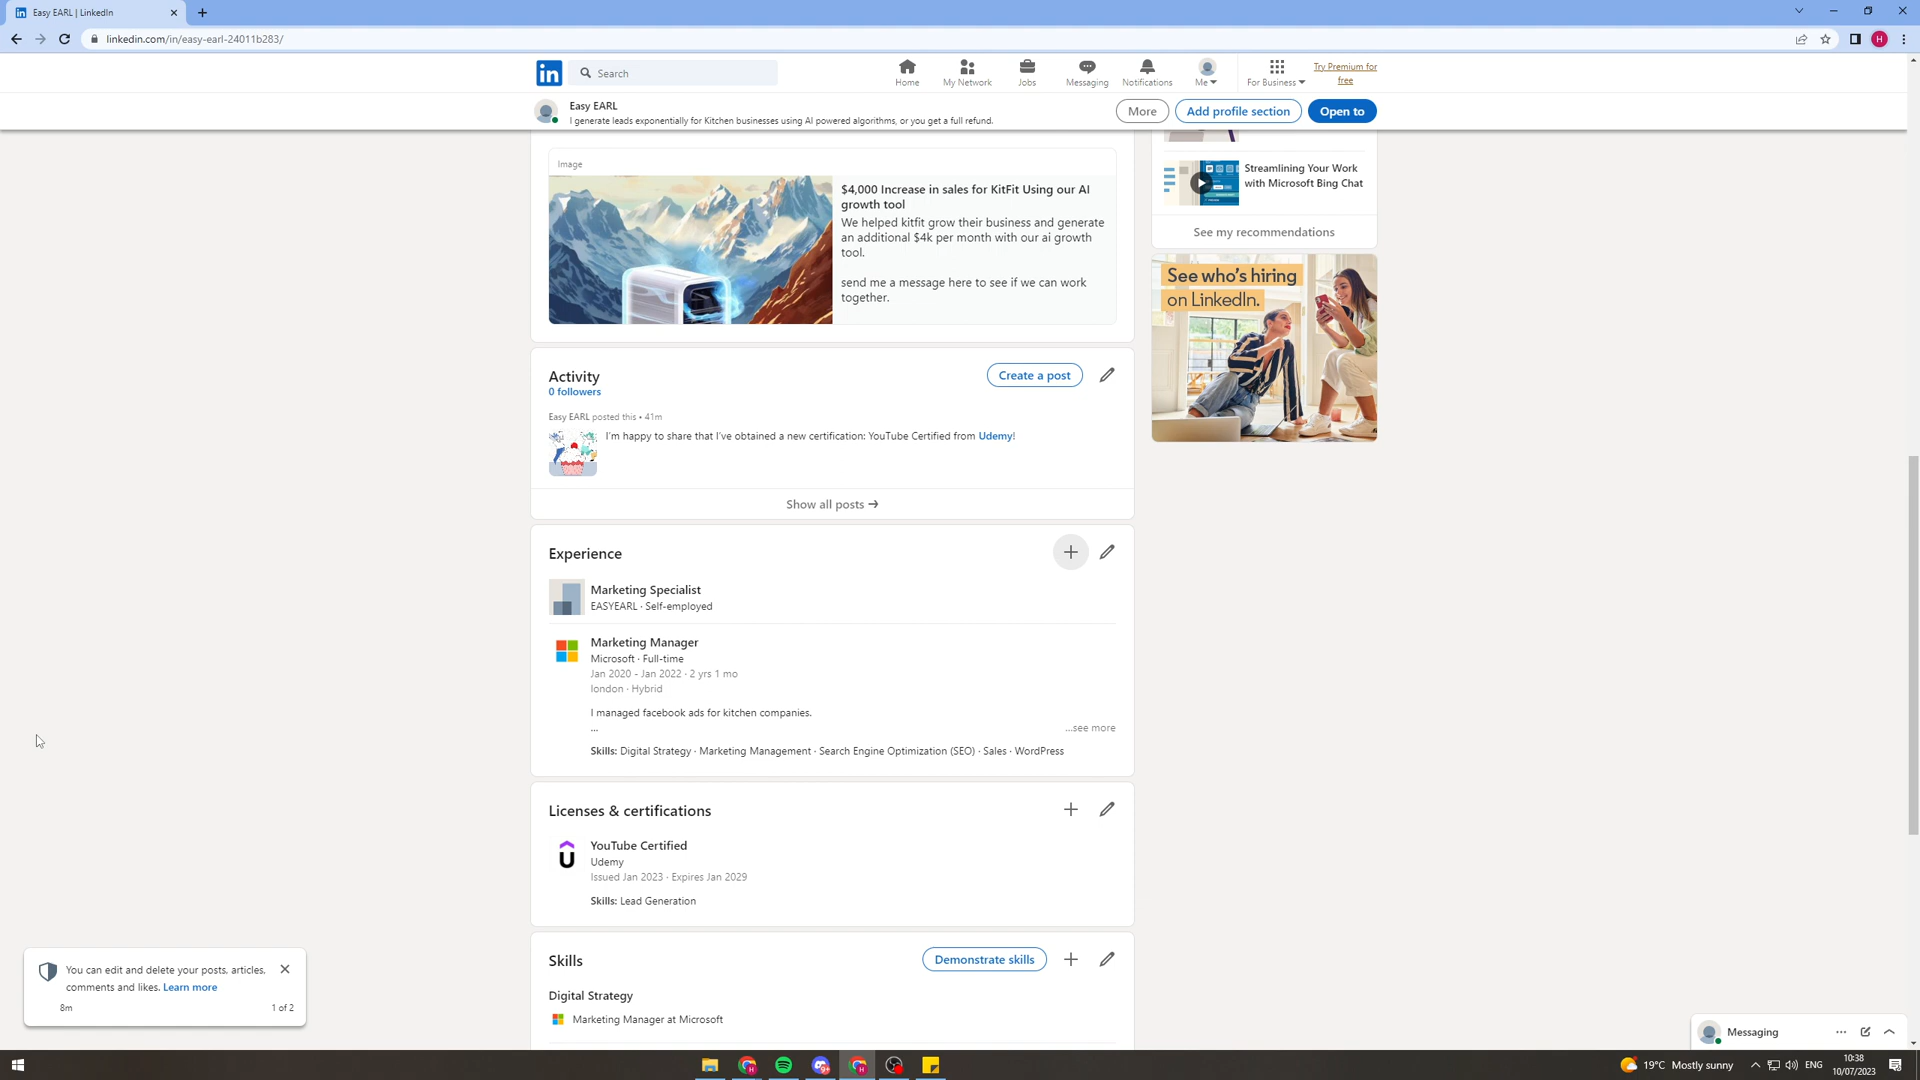 Easy EARL | LinkedIn
linkedin.com/in/easy-earl-24011b283/
H
in
Search
Home
My Network
Jobs
Messaging
Notifications
Me
For Business
Try Premium for
free
Easy EARL
I generate leads exponentially for Kitchen businesses using AI powered algorithms, or you get a full refund.
More
Add profile section
Open to
Image
$4,000 Increase in sales for KitFit Using our AI
growth tool
We helped kitfit grow their business and generate
an additional $4k per month with our ai growth
tool.
send me a message here to see if we can work
together.
Streamlining Your Work
with Microsoft Bing Chat
See my recommendations
See who's hiring
on LinkedIn.
Activity
0 followers
Create a post
Easy EARL posted this • 41m
I'm happy to share that I've obtained a new certification: YouTube Certified from Udemy!
Show all posts →
Experience
Marketing Specialist
EASYEARL · Self-employed
Marketing Manager
Microsoft · Full-time
Jan 2020 - Jan 2022 · 2 yrs 1 mo
london · Hybrid
I managed facebook ads for kitchen companies.
...
...see more
Skills: Digital Strategy · Marketing Management · Search Engine Optimization (SEO) · Sales · WordPress
Licenses & certifications
YouTube Certified
Udemy
Issued Jan 2023 · Expires Jan 2029
Skills: Lead Generation
Skills
Demonstrate skills
Digital Strategy
Marketing Manager at Microsoft
You can edit and delete your posts, articles,
comments and likes. Learn more
8m
1 of 2
Messaging
19°C Mostly sunny
ENG
10:38
10/07/2023